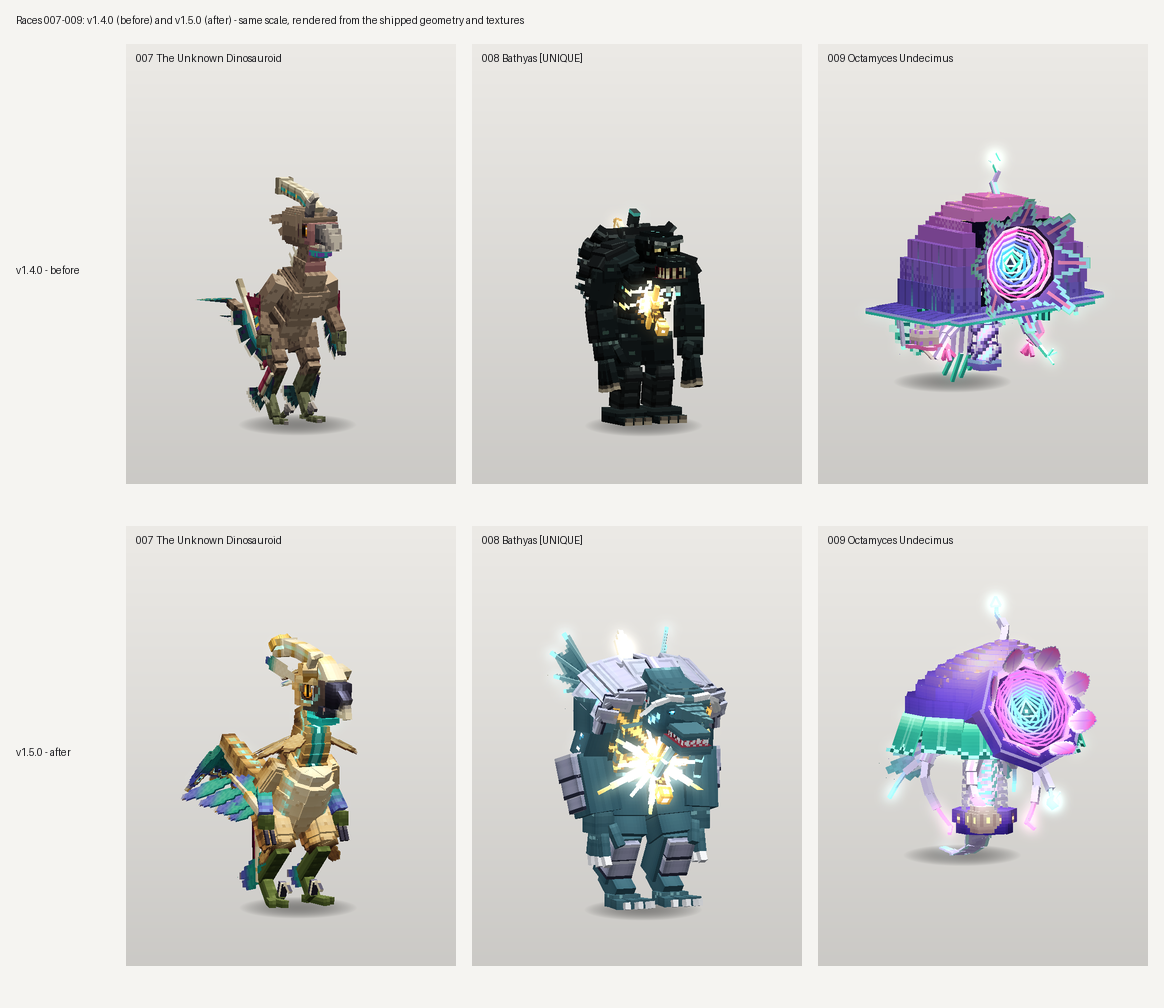 Races 007-009: v1.4.0 (before) and v1.5.0 (after) - same scale, rendered from the shipped geometry and textures
007 The Unknown Dinosauroid
008 Bathyas [UNIQUE]
009 Octamyces Undecimus
v1.4.0 - before
007 The Unknown Dinosauroid
008 Bathyas [UNIQUE]
009 Octamyces Undecimus
v1.5.0 - after